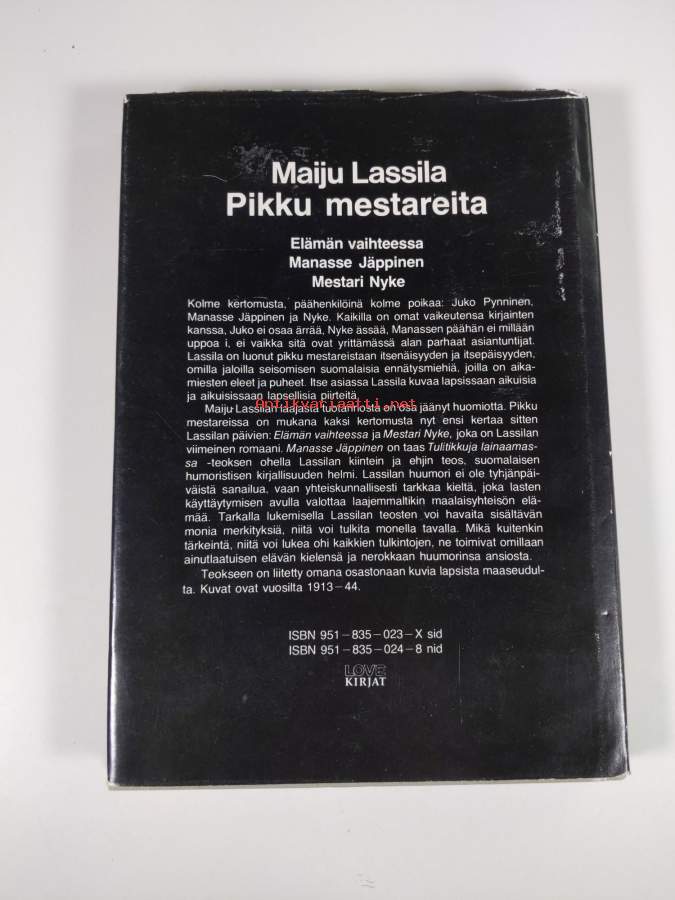 Maiju Lassila
Pikku mestareita
Elämän vaihteessa
Manasse Jäppinen
Mestari Nyke
Kolme kertomusta, päähenkilöinä kolme poikaa: Juko Pynninen,
Manasse Jäppinen ja Nyke. Kaikilla on omat vaikeutensa kirjainten
kanssa, Juko ei osaa ärrää, Nyke ässää, Manassen päähän ei millään
uppoa i, ei vaikka sitä ovat yrittämässä alan parhaat asiantuntijat.
Lassila on luonut pikku mestareistaan itsenäisyyden ja itsepäisyyden,
omilla jaloilla seisomisen suomalaisia ennätysmiehiä, joilla on aika-
miesten eleet ja puheet. Itse asiassa Lassila kuvaa lapsissaan aikuisia
ja aikuisissaan lapsellisia piirteitä.
antikvariaatti.net
Maiju Lassilan laajasta tuotannosta on osa jäänyt huomiotta. Pikku
mestareissa on mukana kaksi kertomusta nyt ensi kertaa sitten
Lassilan päivien: Elämän vaihteessa ja Mestari Nyke, joka on Lassilan
viimeinen romaani. Manasse Jäppinen on taas Tulitikkuja lainaamas-
sa -teoksen ohella Lassilan kiintein ja ehjin teos, suomalaisen
humoristisen kirjallisuuden helmi. Lassilan huumori ei ole tyhjänpäi-
väistä sanailua, vaan yhteiskunnallisesti tarkkaa kieltä, joka lasten
käyttäytymisen avulla valottaa laajemmaltikin maalaisyhteisön elä-
mää. Tarkalla lukemisella Lassilan teosten voi havaita sisältävän
monia merkityksiä, niitä voi tulkita monella tavalla. Mikä kuitenkin
tärkeintä, niitä voi lukea ohi kaikkien tulkintojen, ne toimivat omillaan
ainutlaatuisen elävän kielensä ja nerokkaan huumorinsa ansiosta.
Teokseen on liitetty omana osastonaan kuvia lapsista maaseudul-
ta. Kuvat ovat vuosilta 1913–44.
ISBN 951–835–023–X sid
ISBN 951–835–024–8 nid
LOVE
KIRJAT